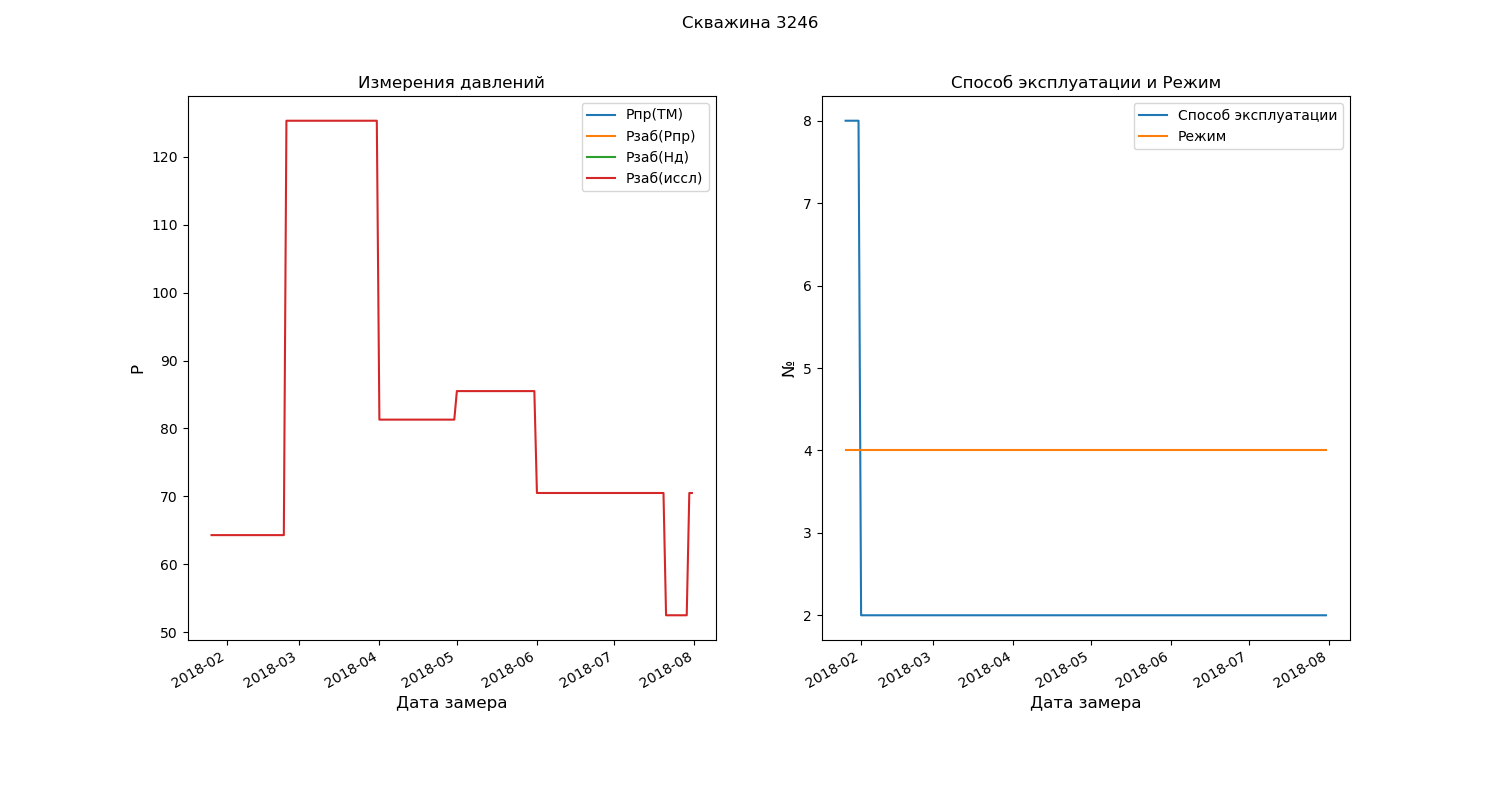 Скважина 3246
Измерения давлений
Рпр(ТМ)
Рзаб(Рпр)
Рзаб(Нд)
Рзаб(иссл)
120
110
100
90
80
70
60
50
Р
2018-02
2018-03
2018-04
2018-05
2018-06
2018-07
2018-08
Дата замера
Способ эксплуатации и Режим
Способ эксплуатации
Режим
8
7
6
5
4
3
2
№
2018-02
2018-03
2018-04
2018-05
2018-06
2018-07
2018-08
Дата замера